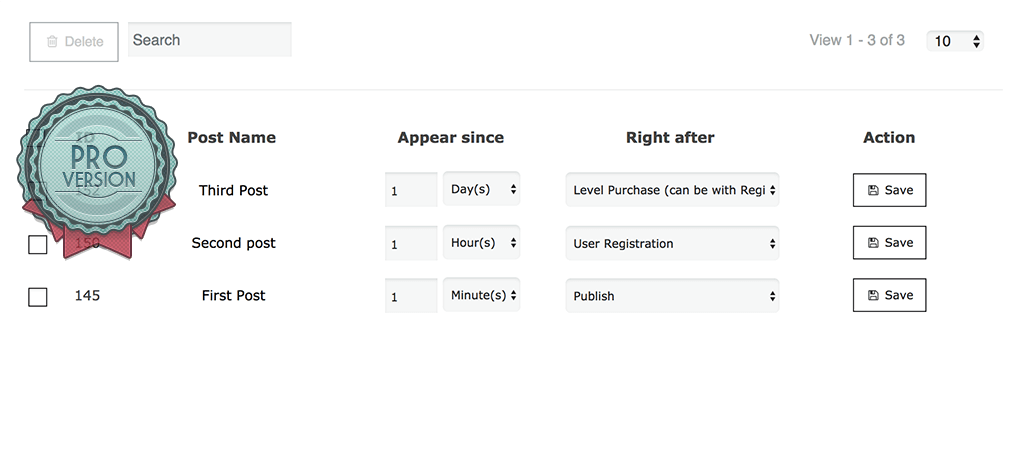 Delete Search View 1 - 3 of 3 10
ID Post Name Appear since Right after Action
PRO
VERSION
152 Third Post 1 Day(s) Level Purchase (can be with Regi Save
150 Second post 1 Hour(s) User Registration Save
145 First Post 1 Minute(s) Publish Save